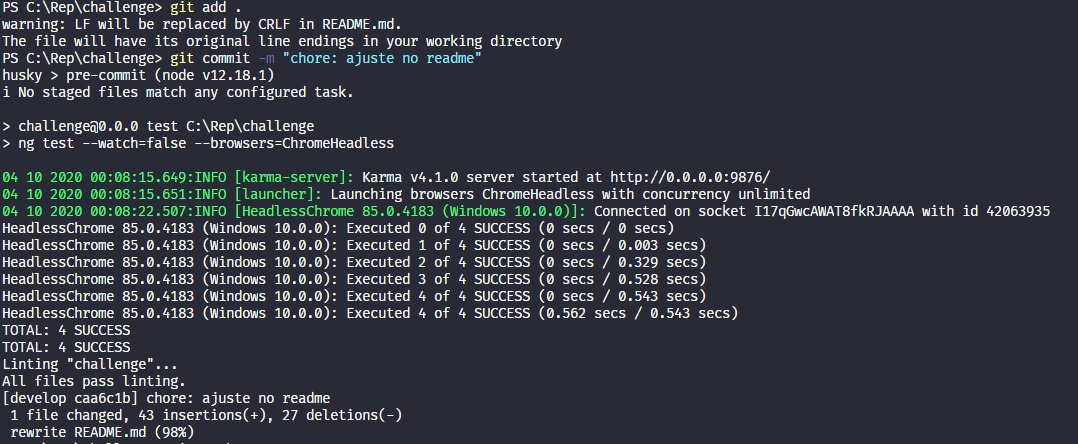 PS C:\Rep\challenge> git add .
warning: LF will be replaced by CRLF in README.md.
The file will have its original line endings in your working directory
PS C:\Rep\challenge> git commit -m "chore: ajuste no readme"
husky > pre-commit (node v12.18.1)
i No staged files match any configured task.
> challenge@0.0.0 test C:\Rep\challenge
> ng test --watch=false --browsers=ChromeHeadless
04 10 2020 00:08:15.649:INFO [karma-server]: Karma v4.1.0 server started at http://0.0.0.0:9876/
04 10 2020 00:08:15.651:INFO [launcher]: Launching browsers ChromeHeadless with concurrency unlimited
04 10 2020 00:08:22.507:INFO [HeadlessChrome 85.0.4183 (Windows 10.0.0)]: Connected on socket I17qGwcAWAT8fkRJAAAA with id 42063935
HeadlessChrome 85.0.4183 (Windows 10.0.0): Executed 0 of 4 SUCCESS (0 secs / 0 secs)
HeadlessChrome 85.0.4183 (Windows 10.0.0): Executed 1 of 4 SUCCESS (0 secs / 0.003 secs)
HeadlessChrome 85.0.4183 (Windows 10.0.0): Executed 2 of 4 SUCCESS (0 secs / 0.329 secs)
HeadlessChrome 85.0.4183 (Windows 10.0.0): Executed 3 of 4 SUCCESS (0 secs / 0.528 secs)
HeadlessChrome 85.0.4183 (Windows 10.0.0): Executed 4 of 4 SUCCESS (0 secs / 0.543 secs)
HeadlessChrome 85.0.4183 (Windows 10.0.0): Executed 4 of 4 SUCCESS (0.562 secs / 0.543 secs)
TOTAL: 4 SUCCESS
TOTAL: 4 SUCCESS
Linting "challenge"...
All files pass linting.
[develop caa6c1b] chore: ajuste no readme
1 file changed, 43 insertions(+), 27 deletions(-)
rewrite README.md (98%)